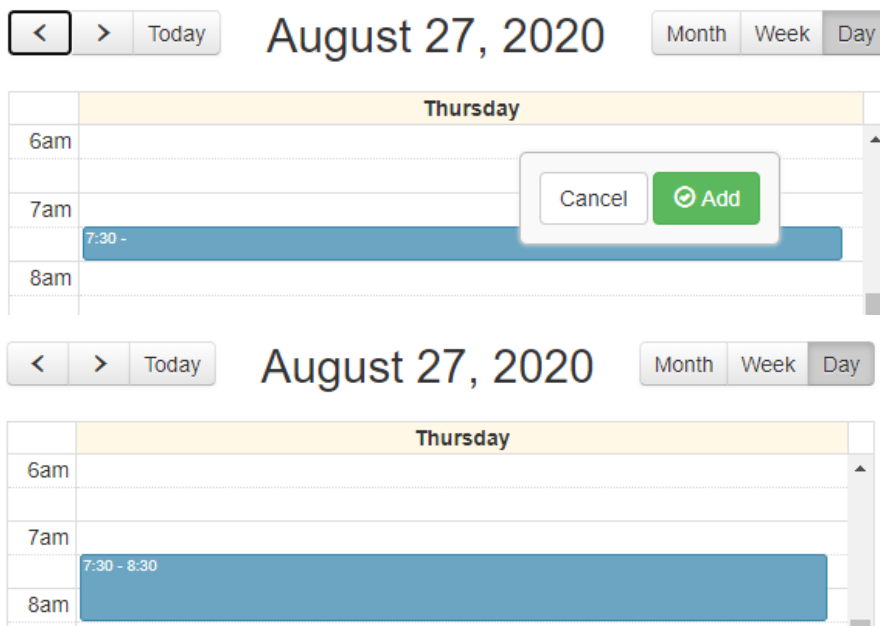 < > Today August 27, 2020 Month Week Day
Thursday
6am
Cancel Add
7am
7:30 -
8am
< > Today August 27, 2020 Month Week Day
Thursday
6am
7am
7:30 - 8:30
8am